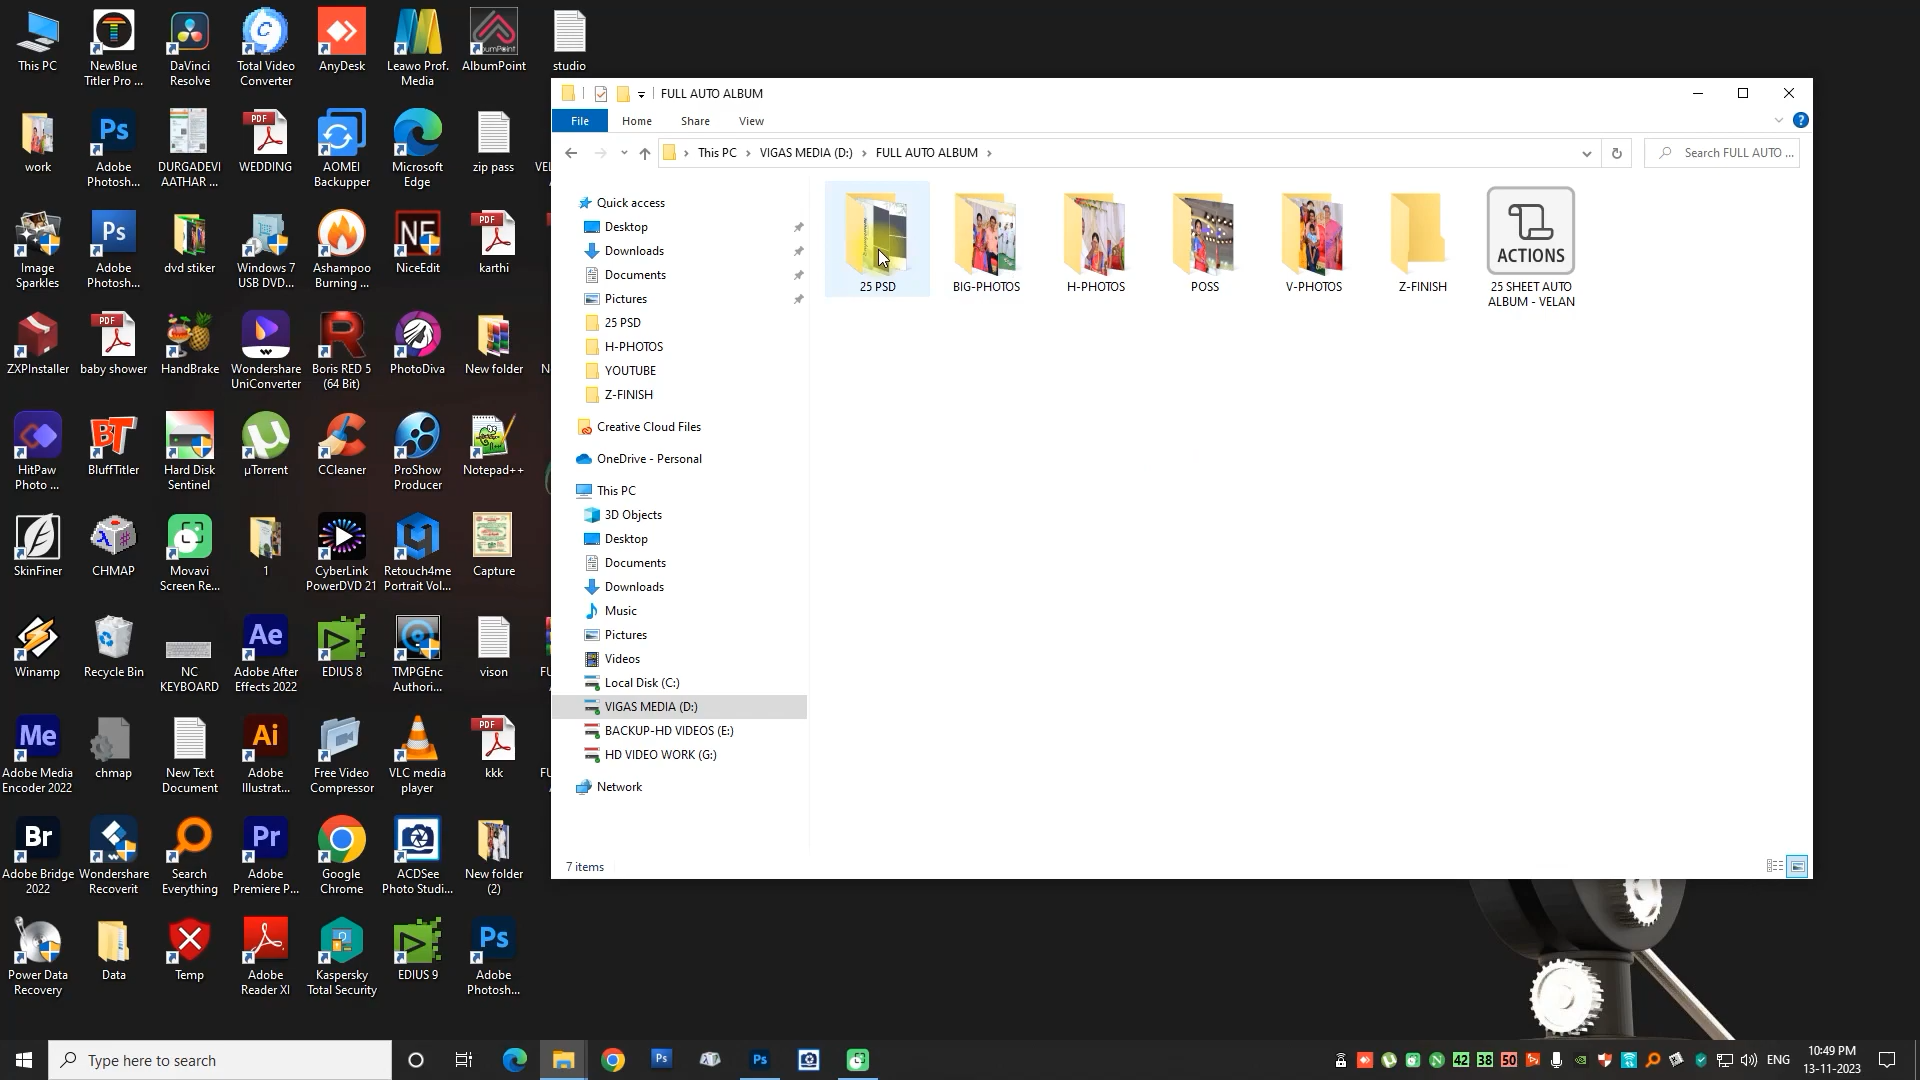 This PC
NewBlue
Titler Pro ...
DaVinci
Resolve
Total Video
Converter
AnyDesk
Leawo Prof.
Media
AlbumPoint
studio
work
Adobe
Photosh...
DURGADEVI
AATHAR ...
WEDDING
AOMEI
Backupper
Microsoft
Edge
zip pass
VEL
Image
Sparkles
Adobe
Photosh...
dvd stiker
Windows 7
USB DVD...
Ashampoo
Burning ...
NiceEdit
karthi
ZXPInstaller
baby shower
HandBrake
Wondershare
UniConverter
Boris RED 5
(64 Bit)
PhotoDiva
New folder
HitPaw
Photo ...
BluffTitler
Hard Disk
Sentinel
µTorrent
CCleaner
ProShow
Producer
Notepad++
SkinFiner
CHMAP
Movavi
Screen Re...
1
CyberLink
PowerDVD 21
Retouch4me
Portrait Vol...
Capture
Winamp
Recycle Bin
NC
KEYBOARD
Adobe After
Effects 2022
EDIUS 8
TMPGEnc
Authori...
vison
Adobe Media
Encoder 2022
chmap
New Text
Document
Adobe
Illustrat...
Free Video
Compressor
VLC media
player
kkk
Adobe Bridge
2022
Wondershare
Recoverit
Search
Everything
Adobe
Premiere P...
Google
Chrome
ACDSee
Photo Studi...
New folder
(2)
Power Data
Recovery
Data
Temp
Adobe
Reader XI
Kaspersky
Total Security
EDIUS 9
Adobe
Photosh...
FULL AUTO ALBUM
File
Home
Share
View
This PC
VIGAS MEDIA (D:)
FULL AUTO ALBUM
Search FULL AUTO ...
Quick access
Desktop
Downloads
Documents
Pictures
25 PSD
H-PHOTOS
YOUTUBE
Z-FINISH
Creative Cloud Files
OneDrive - Personal
This PC
3D Objects
Desktop
Documents
Downloads
Music
Pictures
Videos
Local Disk (C:)
VIGAS MEDIA (D:)
BACKUP-HD VIDEOS (E:)
HD VIDEO WORK (G:)
Network
25 PSD
BIG-PHOTOS
H-PHOTOS
POSS
V-PHOTOS
Z-FINISH
ACTIONS
25 SHEET AUTO
ALBUM - VELAN
7 items
Type here to search
42
38
50
ENG
10:49 PM
13-11-2023